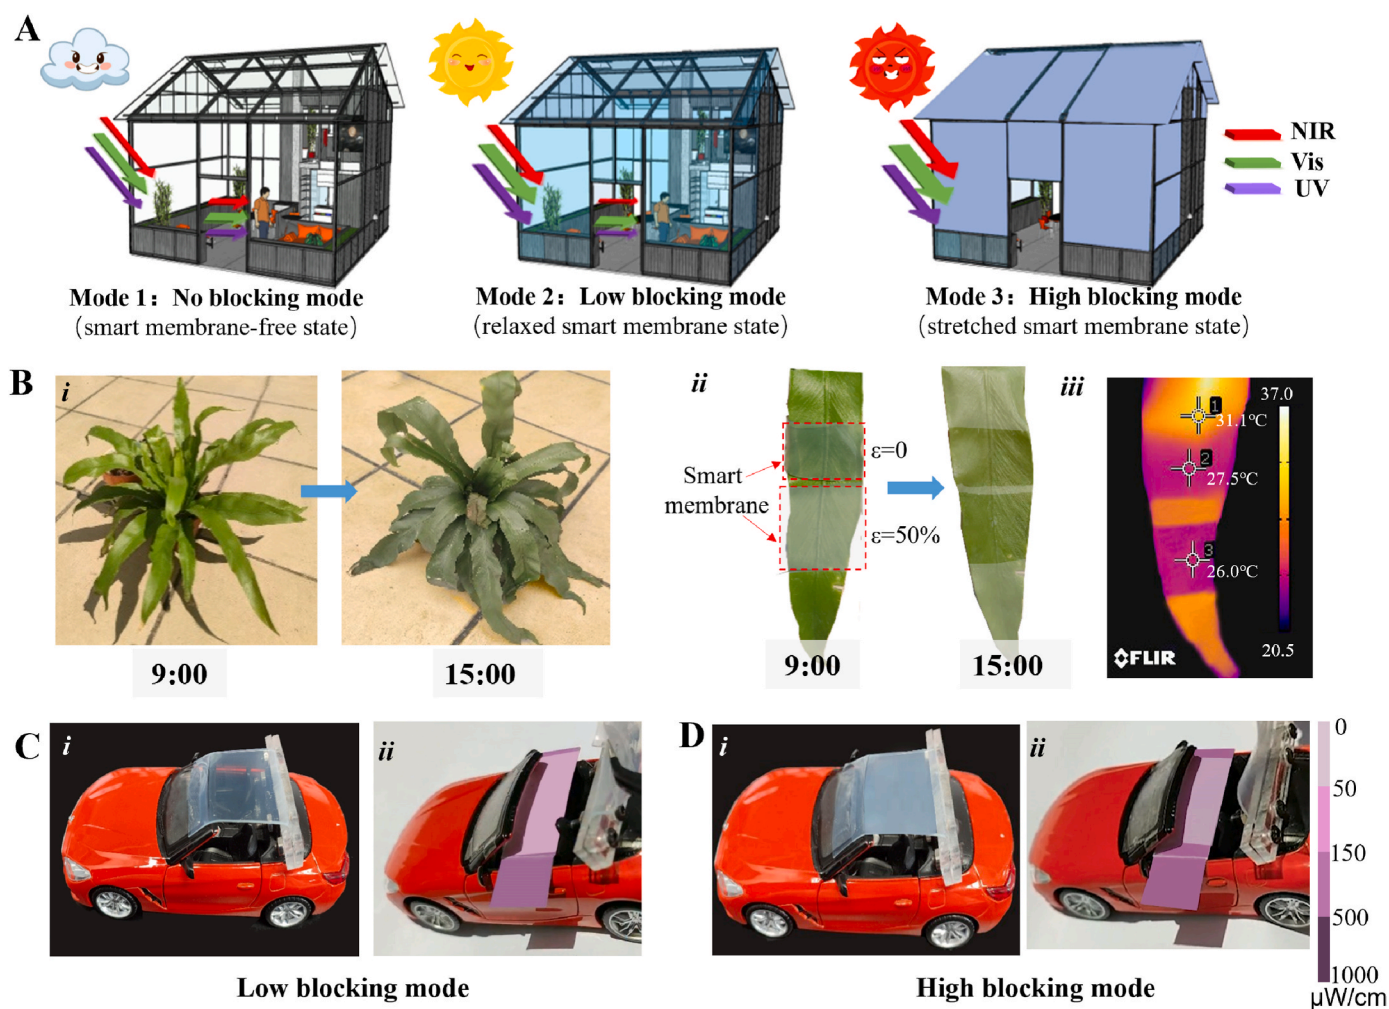 A
NIR
Vis
UV
Mode 1: No blocking mode
(smart membrane-free state)
Mode 2: Low blocking mode
(relaxed smart membrane state)
Mode 3: High blocking mode
(stretched smart membrane state)
B
i
9:00
15:00
ii
Smart
membrane
ε=0
ε=50%
9:00
15:00
iii
37.0
1
31.1°C
2
27.5°C
3
26.0°C
20.5
FLIR
C
i
ii
Low blocking mode
D
i
ii
High blocking mode
0
50
150
500
1000
μW/cm